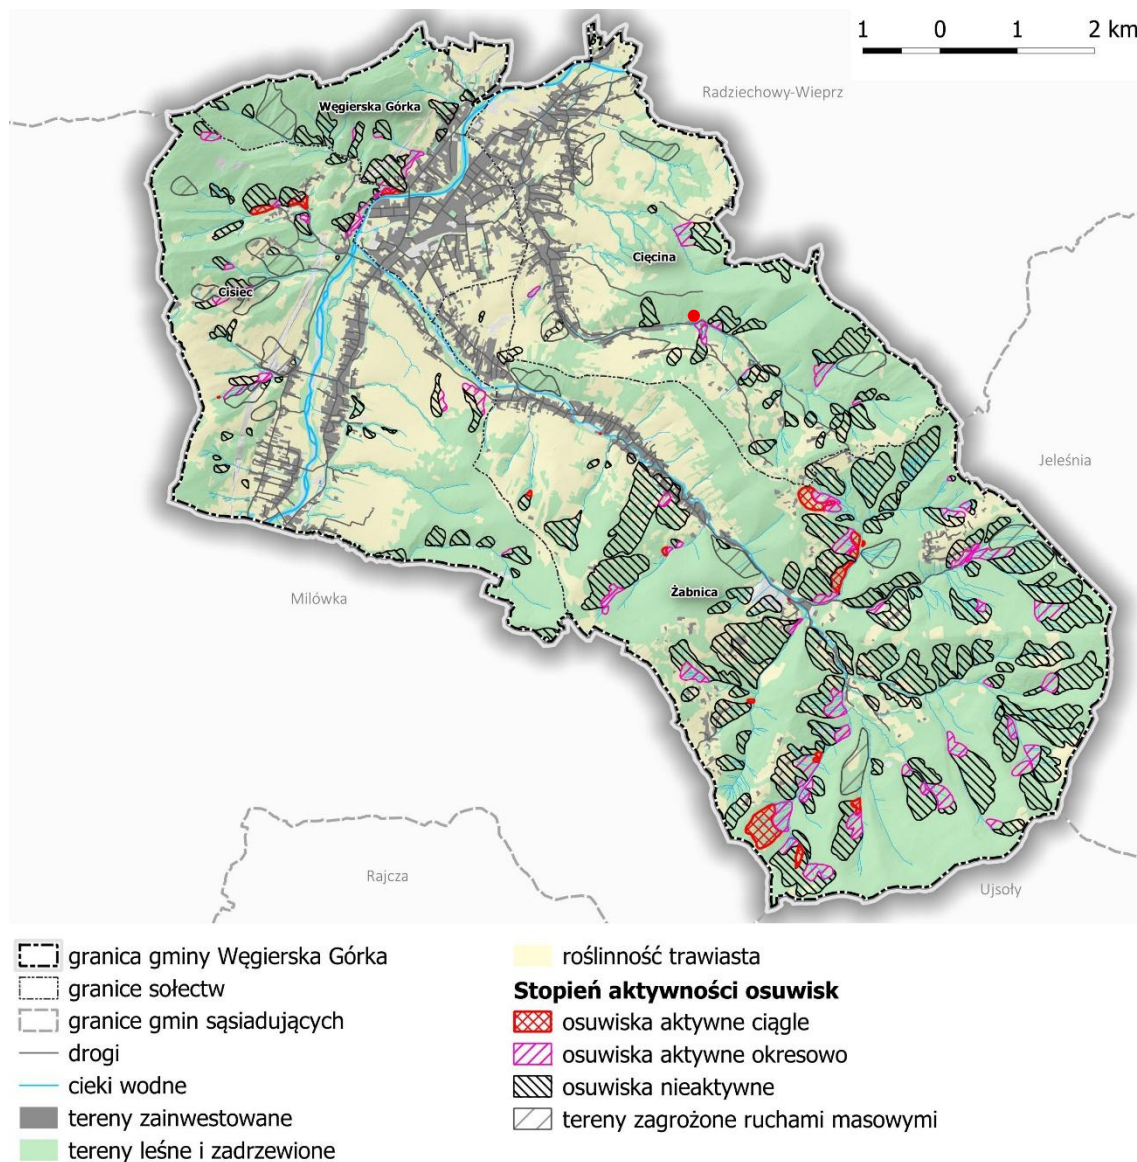 1 0 1 2 km
Radziechowy-Wieprz
Węgierska Górka
Cięcina
Cisiec
Jeleśnia
Milówka
Żabnica
Rajcza
Ujsoły
granica gminy Węgierska Górka
granice sołectw
granice gmin sąsiadujących
drogi
cieki wodne
tereny zainwestowane
tereny leśne i zadrzewione
roślinność trawiasta
Stopień aktywności osuwisk
osuwiska aktywne ciągle
osuwiska aktywne okresowo
osuwiska nieaktywne
tereny zagrożone ruchami masowymi